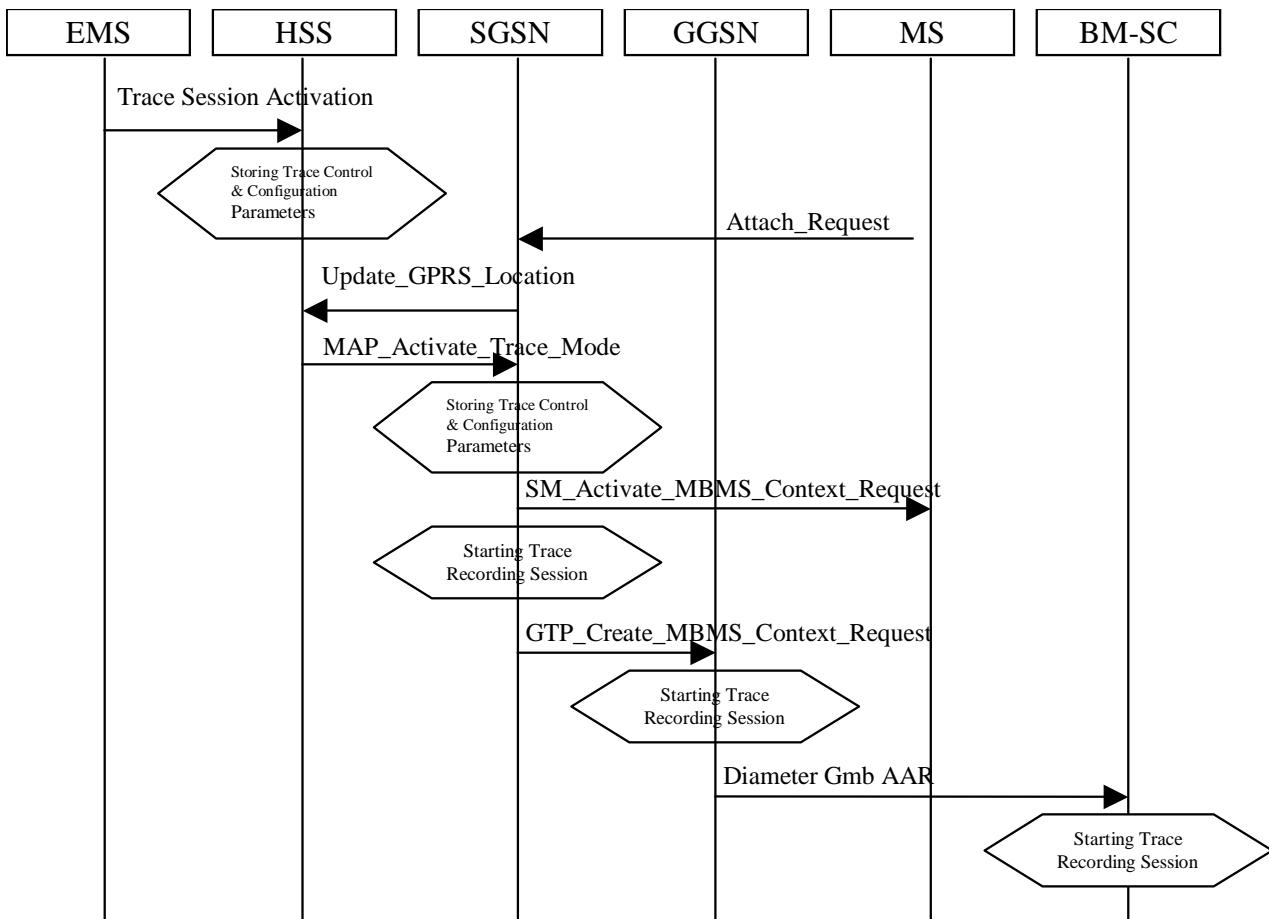 EMS
HSS
SGSN
GGSN
MS
BM-SC
Trace Session Activation
Storing Trace Control
& Configuration
Parameters
Attach_Request
Update_GPRS_Location
MAP_Activate_Trace_Mode
Storing Trace Control
& Configuration
Parameters
SM_Activate_MBMS_Context_Request
Starting Trace
Recording Session
GTP_Create_MBMS_Context_Request
Starting Trace
Recording Session
Diameter Gmb AAR
Starting Trace
Recording Session